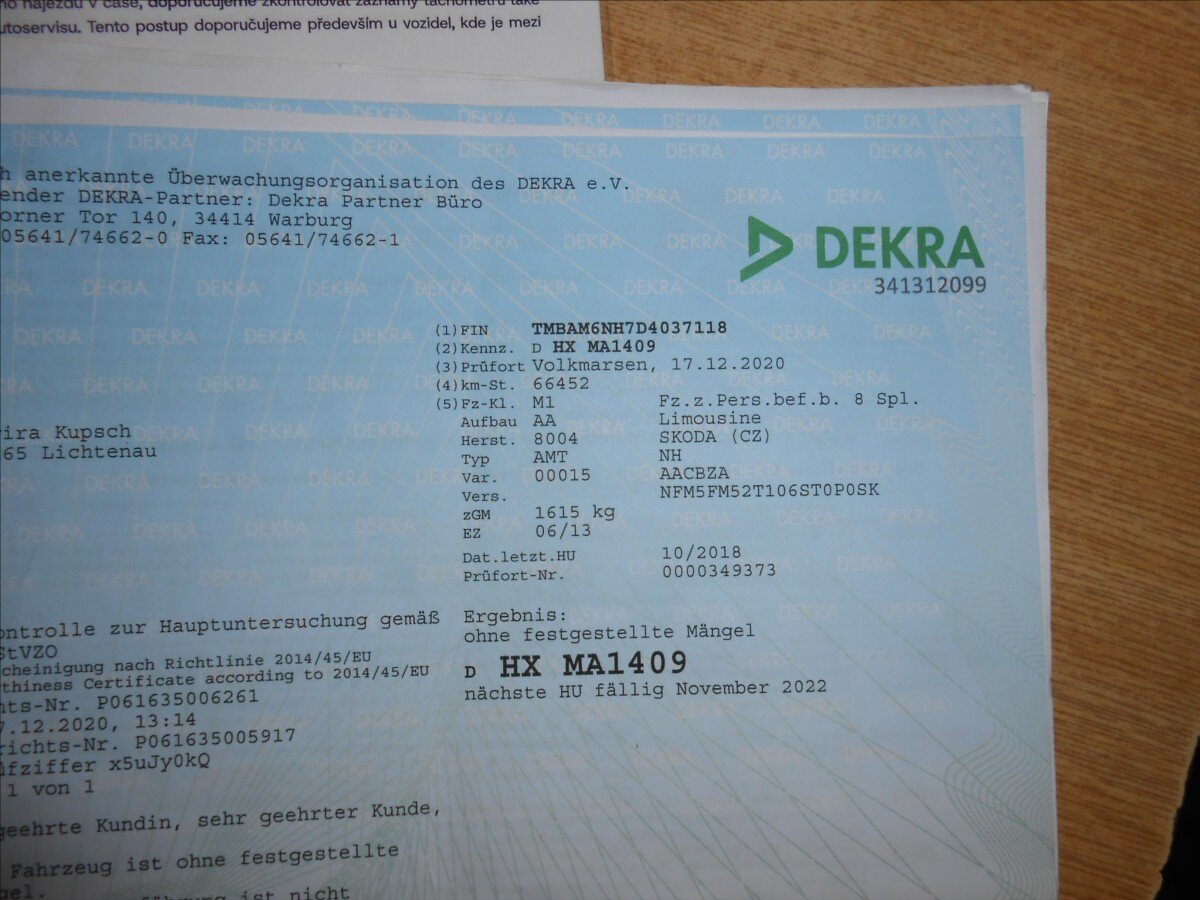 ho nájezdu v čase, doporučujeme zkontrolovat záznamy tachometru také
utoservisu. Tento postup doporučujeme především u vozidel, kde je mezi
h anerkannte Überwachungsorganisation des DEKRA e.V.
ender DEKRA-Partner: Dekra Partner Büro
orner Tor 140, 34414 Warburg
05641/74662-0 Fax: 05641/74662-1
DEKRA
341312099
(1) FIN TMBAM6NH7D4037118
(2) Kennz. D HX MA1409
(3) Prüfort Volkmarsen, 17.12.2020
(4) km-St. 66452
(5) Fz-Kl. M1 Fz.z.Pers.bef.b. 8 Spl.
Aufbau AA Limousine
Herst. 8004 SKODA (CZ)
Typ AMT NH
Var. 00015 AACBZA
Vers. NFM5FM52T106ST0P0SK
zGM 1615 kg
EZ 06/13
Dat.letzt.HU 10/2018
Prüfort-Nr. 0000349373
ira Kupsch
65 Lichtenau
ontrolle zur Hauptuntersuchung gemäß
StVZO
cheinigung nach Richtlinie 2014/45/EU
thiness Certificate according to 2014/45/EU
hts-Nr. P061635006261
7.12.2020, 13:14
richts-Nr. P061635005917
üfziffer x5uJy0kQ
1 von 1
Ergebnis:
ohne festgestellte Mängel
D HX MA1409
nächste HU fällig November 2022
geehrte Kundin, sehr geehrter Kunde,
Fahrzeug ist ohne festgestellte
gel.
führung ist nicht